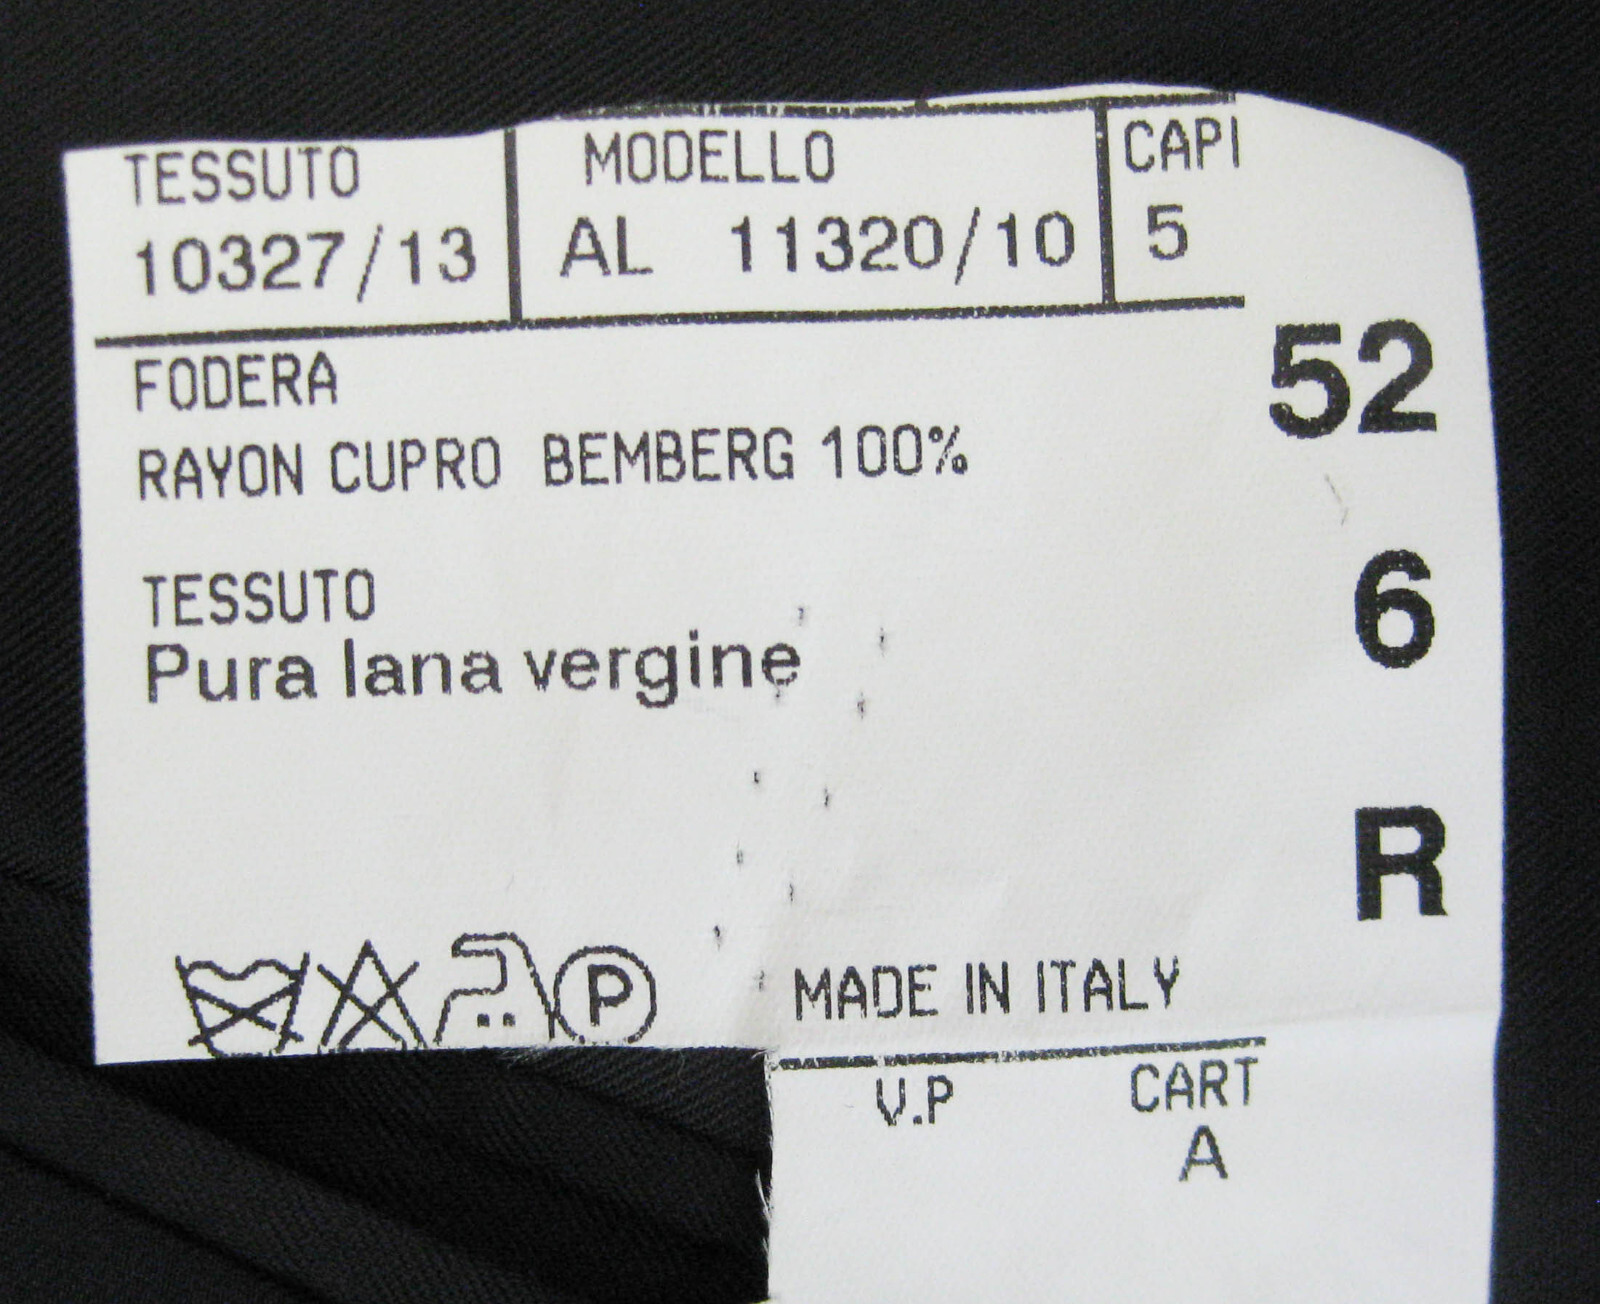 TESSUTO MODELLO CAPI
10327/13 AL 11320/10 5
52
FODERA
RAYON CUPRO BEMBERG 100%
TESSUTO
6
Pura lana vergine
R
P
MADE IN ITALY
V.P CART
A